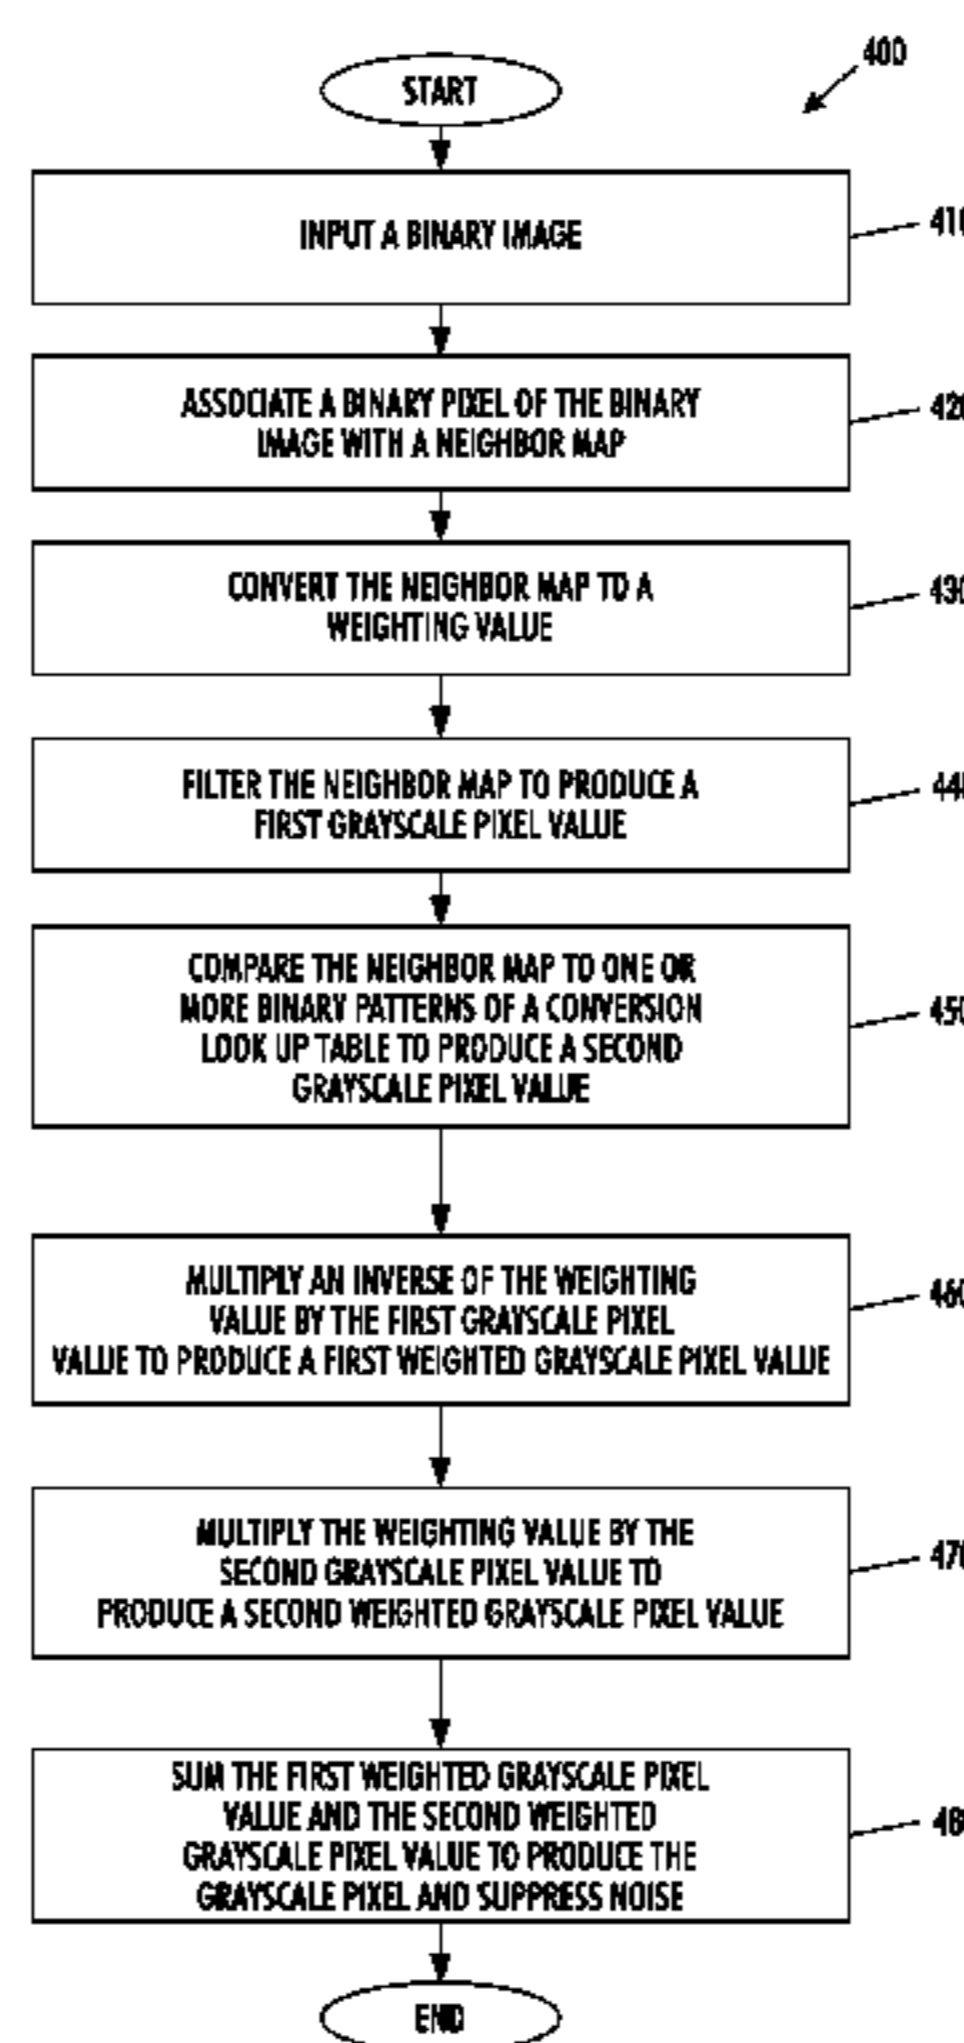 400
START
INPUT A BINARY IMAGE
ASSOCIATE A BINARY PIXEL OF THE BINARY
IMAGE WITH A NEIGHBOR MAP
CONVERT THE NEIGHBOR MAP TO A
WEIGHTING VALUE
430
FILTER THE NEIGHBOR MAP TO PRODUCE A
FIRST GRAYSCALE PIXEL VALUE
COMPARE THE NEIGHBOR MAP TO ONE OR
MORE BINARY PATTERNS OF A CONVERSION
LOOK UP TABLE TO PRODUCE A SECOND
GRAYSCALE PIXEL VALUE
450
MULTIPLY AN INVERSE OF THE WEIGHTING
VALUE BY THE FIRST GRAYSCALE PIXEL
VALUE TO PRODUCE A FIRST WEIGHTED GRAYSCALE PIXEL VALUE
460
MULTIPLY THE WEIGHTING VALUE BY THE
SECOND GRAYSCALE PIXEL VALUE TO
PRODUCE A SECOND WEIGHTED GRAYSCALE PIXEL VALUE
SUM THE FIRST WEIGHTED GRAYSCALE PIXEL
VALUE AND THE SECOND WEIGHTED
GRAYSCALE PIXEL VALUE TO PRODUCE THE
GRAYSCALE PIXEL AND SUPPRESS NOISE
END